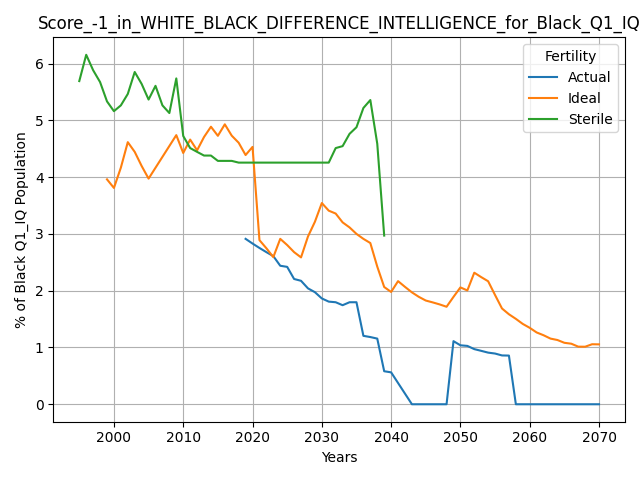 Score_-1_in_WHITE_BLACK_DIFFERENCE_INTELLIGENCE_for_Black_Q1_IQ
Fertility
Actual
Ideal
Sterile
% of Black Q1_IQ Population
6
5
4
3
2
1
0
2000 2010 2020 2030 2040 2050 2060 2070
Years